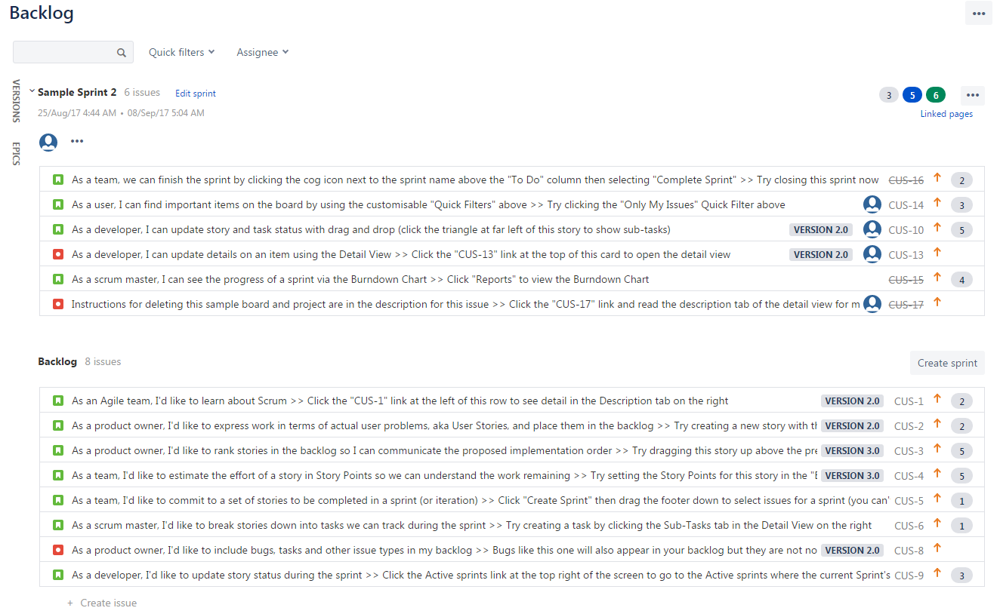 Backlog
Quick filters Assignee
VERSIONS
EPICS
Sample Sprint 2 6 issues Edit sprint 3 5 6
25/Aug/17 4:44 AM • 08/Sep/17 5:04 AM Linked pages
As a team, we can finish the sprint by clicking the cog icon next to the sprint name above the "To Do" column then selecting "Complete Sprint" >> Try closing this sprint now CUS-16 2
As a user, I can find important items on the board by using the customisable "Quick Filters" above >> Try clicking the "Only My Issues" Quick Filter above CUS-14 3
As a developer, I can update story and task status with drag and drop (click the triangle at far left of this story to show sub-tasks) VERSION 2.0 CUS-10 5
As a developer, I can update details on an item using the Detail View >> Click the "CUS-13" link at the top of this card to open the detail view VERSION 2.0 CUS-13
As a scrum master, I can see the progress of a sprint via the Burndown Chart >> Click "Reports" to view the Burndown Chart CUS-15 4
Instructions for deleting this sample board and project are in the description for this issue >> Click the "CUS-17" link and read the description tab of the detail view for m CUS-17
Backlog 8 issues Create sprint
As an Agile team, I'd like to learn about Scrum >> Click the "CUS-1" link at the left of this row to see detail in the Description tab on the right VERSION 2.0 CUS-1 2
As a product owner, I'd like to express work in terms of actual user problems, aka User Stories, and place them in the backlog >> Try creating a new story with th VERSION 2.0 CUS-2 2
As a product owner, I'd like to rank stories in the backlog so I can communicate the proposed implementation order >> Try dragging this story up above the pre VERSION 3.0 CUS-3 5
As a team, I'd like to estimate the effort of a story in Story Points so we can understand the work remaining >> Try setting the Story Points for this story in the "E VERSION 3.0 CUS-4 5
As a team, I'd like to commit to a set of stories to be completed in a sprint (or iteration) >> Click "Create Sprint" then drag the footer down to select issues for a sprint (you can' CUS-5 1
As a scrum master, I'd like to break stories down into tasks we can track during the sprint >> Try creating a task by clicking the Sub-Tasks tab in the Detail View on the right CUS-6 1
As a product owner, I'd like to include bugs, tasks and other issue types in my backlog >> Bugs like this one will also appear in your backlog but they are not no VERSION 2.0 CUS-8
As a developer, I'd like to update story status during the sprint >> Click the Active sprints link at the top right of the screen to go to the Active sprints where the current Sprint's CUS-9 3
+ Create issue